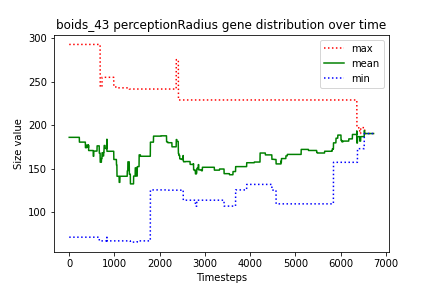 boids_43 perceptionRadius gene distribution over time
max
mean
min
Size value
300
250
200
150
100
0
1000
2000
3000
4000
5000
6000
7000
Timesteps